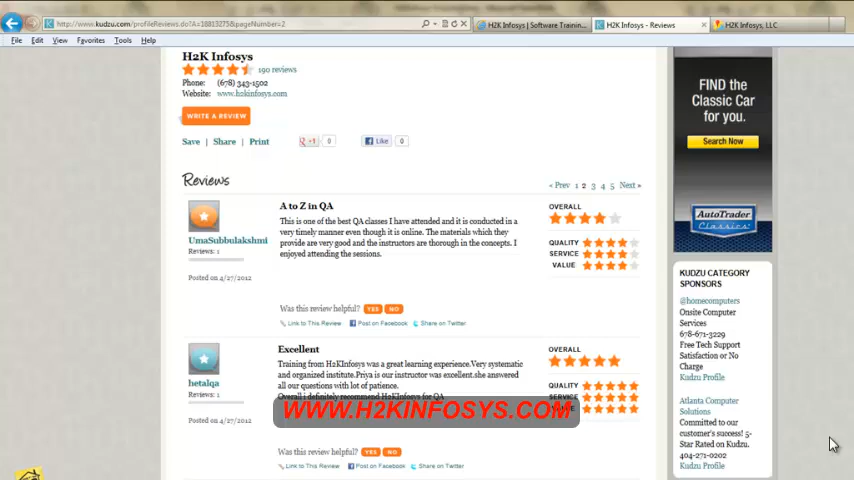 http://www.kudzu.com/profileReviews.do?A=18813275&pageNumber=2
H2K Infosys | Software Trainin...
H2K Infosys - Reviews
H2K Infosys, LLC
File Edit View Favorites Tools Help
H2K Infosys
190 reviews
Phone: (678) 343-1502
Website: www.h2kinfosys.com
WRITE A REVIEW
Save | Share | Print
+1 0
Like 0
Reviews
« Prev 1 2 3 4 5 Next »
UmaSubbulakshmi
Reviews: 1
Posted on 4/27/2012
A to Z in QA
This is one of the best QA classes I have attended and it is conducted in a
very timely manner even though it is online. The materials which they
provide are very good and the instructors are thorough in the concepts. I
enjoyed attending the sessions.
OVERALL
QUALITY
SERVICE
VALUE
Was this review helpful? YES NO
Link to This Review Post on Facebook Share on Twitter
hetalqa
Reviews: 1
Posted on 4/27/2012
Excellent
Training from H2KInfosys was a great learning experience.Very systematic
and organized institute.Priya is our instructor was excellent.she answered
all our questions with lot of patience.
Overall i definitely recommend H2KInfosys for QA
OVERALL
QUALITY
SERVICE
WWW.H2KINFOSYS.COM
Was this review helpful? YES NO
Link to This Review Post on Facebook Share on Twitter
FIND the
Classic Car
for you.
Search Now
AutoTrader
Classics
KUDZU CATEGORY
SPONSORS
@homecomputers
Onsite Computer
Services
678-671-3229
Free Tech Support
Satisfaction or No
Charge
Kudzu Profile
Atlanta Computer
Solutions
Committed to our
customer's success! 5-
Star Rated on Kudzu.
404-271-0202
Kudzu Profile